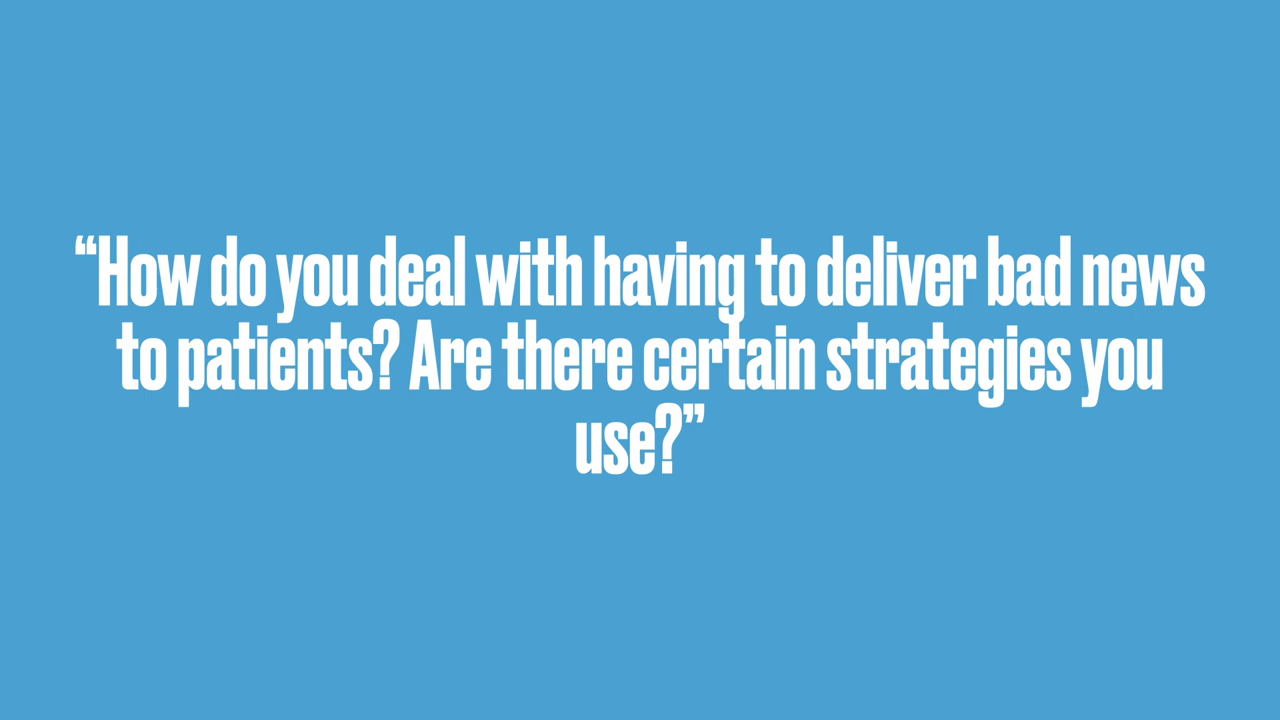 “How do you deal with having to deliver bad news
to patients? Are there certain strategies you
use?”